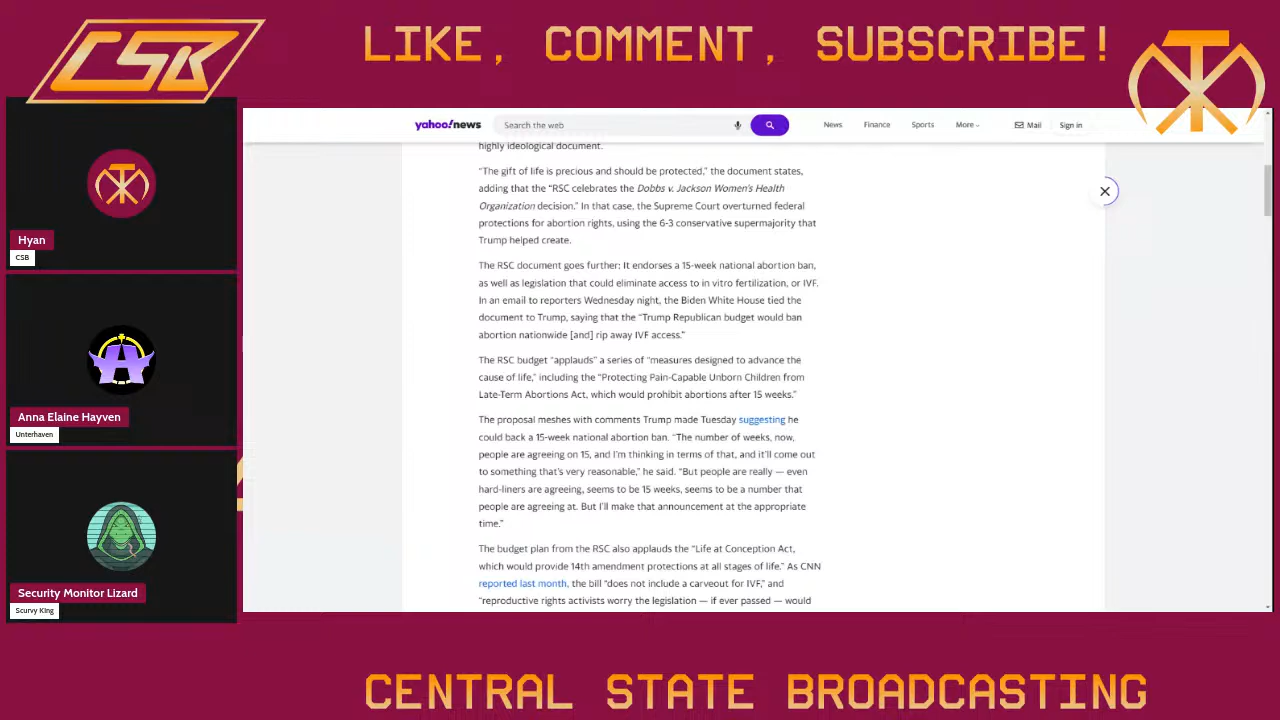 CSB
LIKE, COMMENT, SUBSCRIBE!
Hyan
CSB
Anna Elaine Hayven
Unterhaven
Security Monitor Lizard
Scurvy King
yahoo!news
Search the web
News Finance Sports More Mail Sign in
highly ideological document.
“The gift of life is precious and should be protected,” the document states,
adding that the “RSC celebrates the Dobbs v. Jackson Women’s Health
Organization decision.” In that case, the Supreme Court overturned federal
protections for abortion rights, using the 6-3 conservative supermajority that
Trump helped create.
The RSC document goes further: It endorses a 15-week national abortion ban,
as well as legislation that could eliminate access to in vitro fertilization, or IVF.
In an email to reporters Wednesday night, the Biden White House tied the
document to Trump, saying that the “Trump Republican budget would ban
abortion nationwide [and] rip away IVF access.”
The RSC budget “applauds” a series of “measures designed to advance the
cause of life,” including the “Protecting Pain-Capable Unborn Children from
Late-Term Abortions Act, which would prohibit abortions after 15 weeks.”
The proposal meshes with comments Trump made Tuesday suggesting he
could back a 15-week national abortion ban. “The number of weeks, now,
people are agreeing on 15, and I’m thinking in terms of that, and it’ll come out
to something that’s very reasonable,” he said. “But people are really — even
hard-liners are agreeing, seems to be 15 weeks, seems to be a number that
people are agreeing at. But I’ll make that announcement at the appropriate
time.”
The budget plan from the RSC also applauds the “Life at Conception Act,
which would provide 14th amendment protections at all stages of life.” As CNN
reported last month, the bill “does not include a carveout for IVF,” and
“reproductive rights activists worry the legislation — if ever passed — would
CENTRAL STATE BROADCASTING